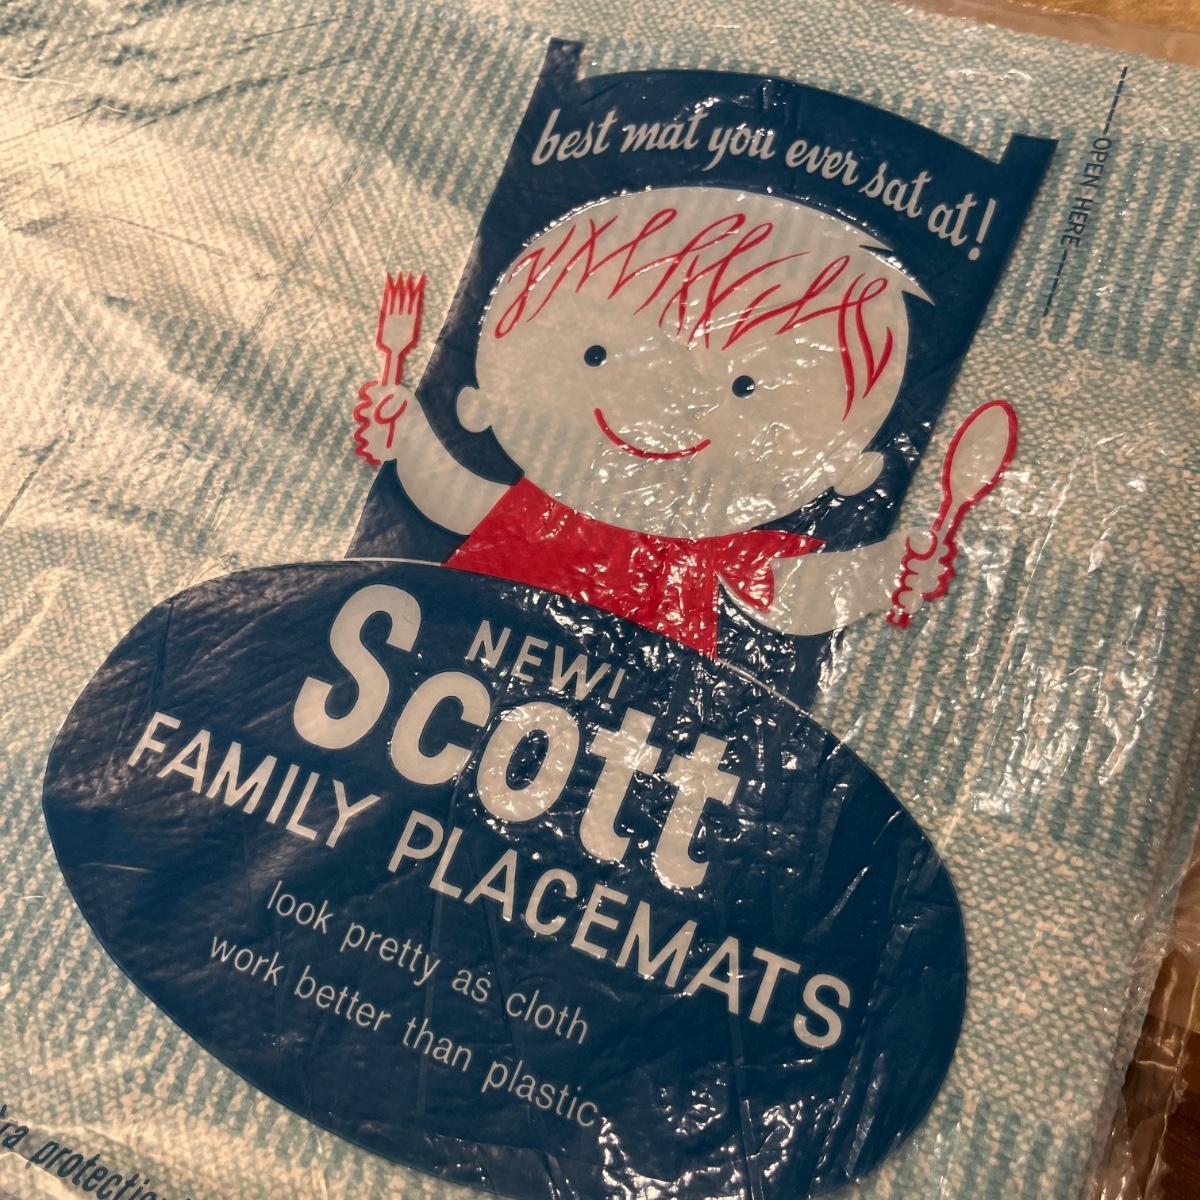 best mat you ever sat at!
OPEN HERE
NEW!
Scott
FAMILY PLACEMATS
look pretty as cloth
work better than plastic
protection